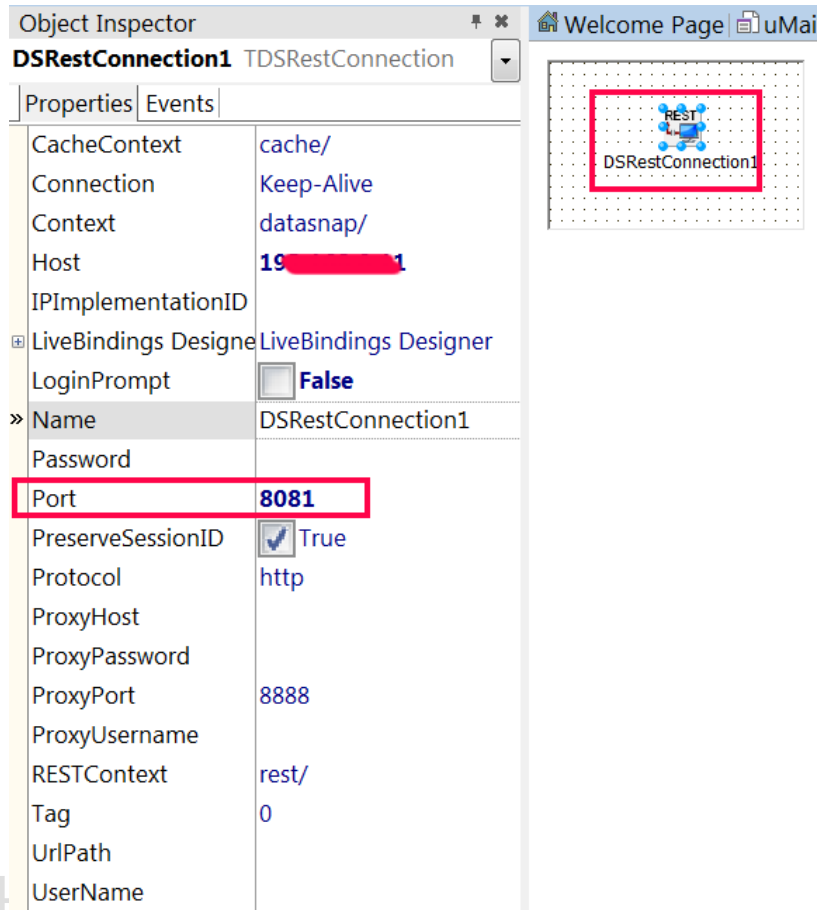 Object Inspector
Welcome Page uMai
DSRestConnection1 TDSRestConnection
Properties Events
REST
DSRestConnection1
CacheContext cache/
Connection Keep-Alive
Context datasnap/
Host
IPImplementationID
LiveBindings Designe LiveBindings Designer
LoginPrompt False
» Name DSRestConnection1
Password
Port 8081
PreserveSessionID True
Protocol http
ProxyHost
ProxyPassword
ProxyPort 8888
ProxyUsername
RESTContext rest/
Tag 0
UrlPath
UserName